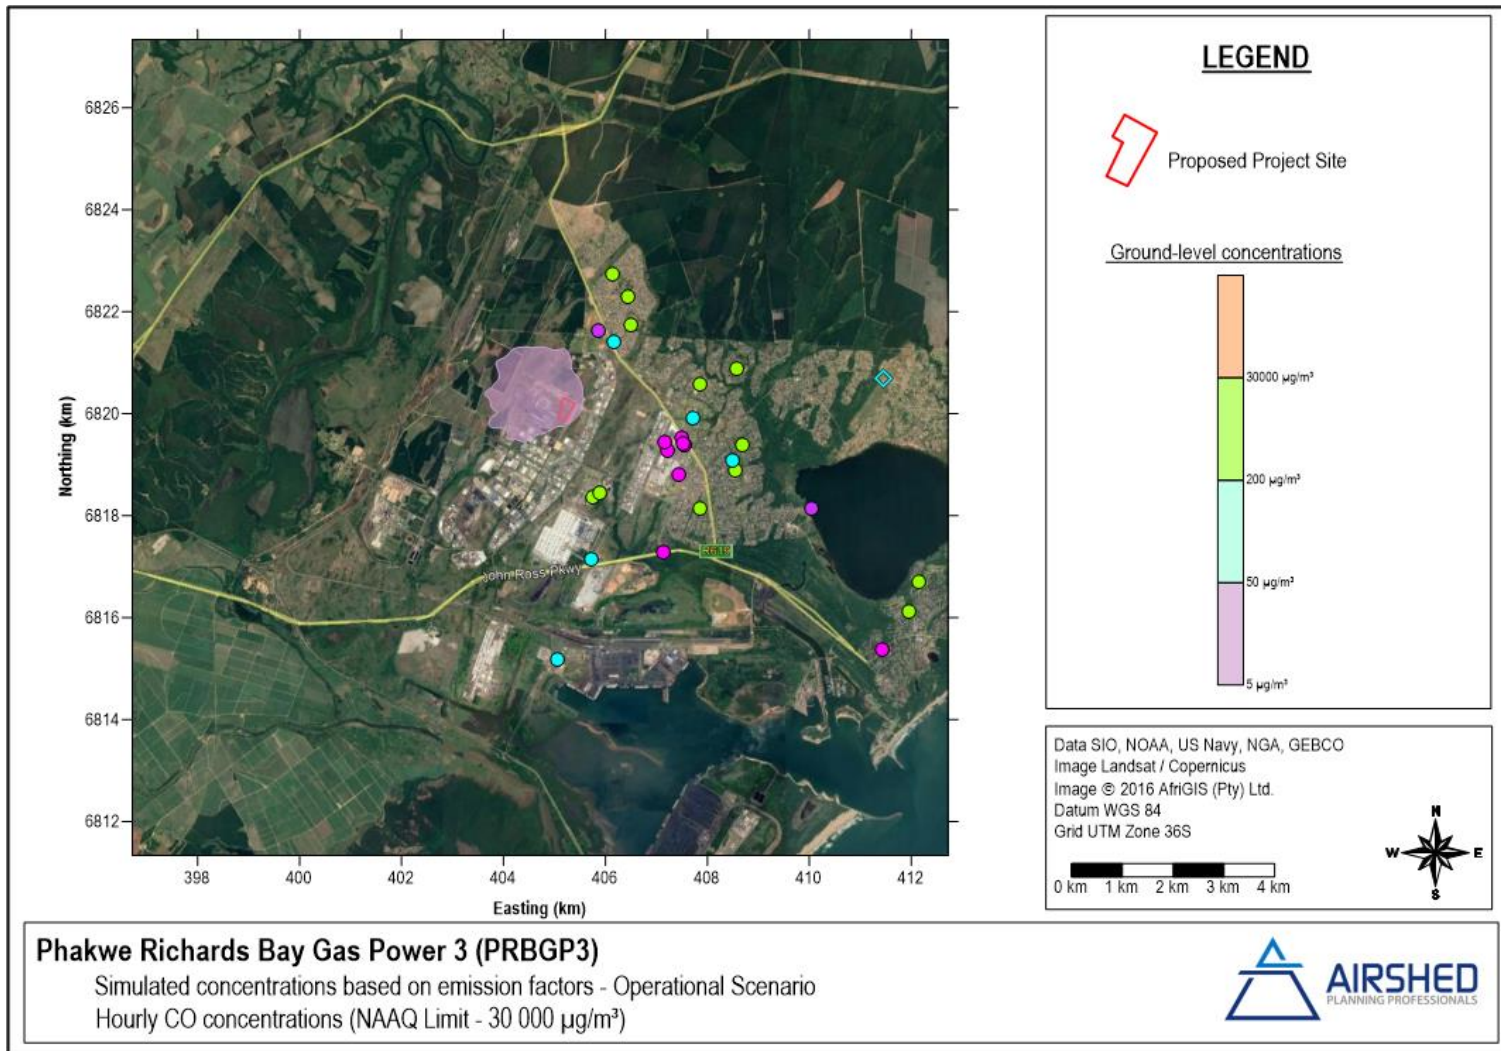 LEGEND
Proposed Project Site
Ground-level concentrations
30000 µg/m³
200 µg/m³
50 µg/m³
5 µg/m³
6826
6824
6822
6820
6818
6816
6814
6812
Northing (km)
John Ross Pkwy
398
400
402
404
406
408
410
412
Easting (km)
Data SIO, NOAA, US Navy, NGA, GEBCO
Image Landsat / Copernicus
Image © 2016 AfriGIS (Pty) Ltd.
Datum WGS 84
Grid UTM Zone 36S
0 km 1 km 2 km 3 km 4 km
N
W E
S
Phakwe Richards Bay Gas Power 3 (PRBGP3)
Simulated concentrations based on emission factors - Operational Scenario
Hourly CO concentrations (NAAQ Limit - 30 000 µg/m³)
AIRSHED
PLANNING PROFESSIONALS